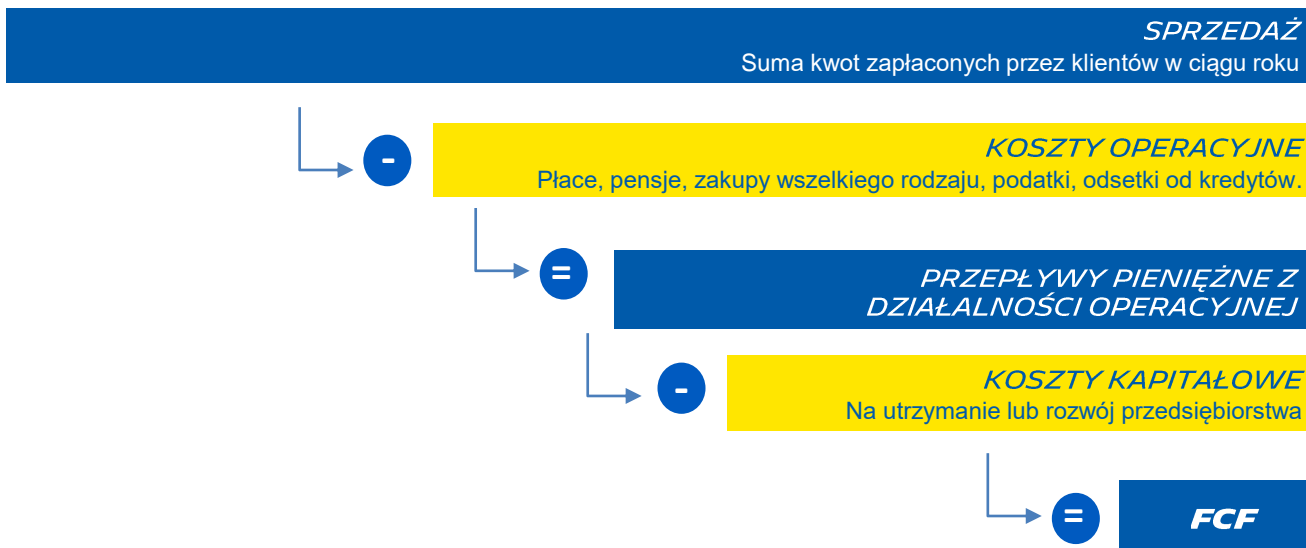 SPRZEDAŻ
Suma kwot zapłaconych przez klientów w ciągu roku
-
KOSZTY OPERACYJNE
Płace, pensje, zakupy wszelkiego rodzaju, podatki, odsetki od kredytów.
=
PRZEPŁYWY PIENIĘŻNE Z
DZIAŁALNOŚCI OPERACYJNEJ
-
KOSZTY KAPITAŁOWE
Na utrzymanie lub rozwój przedsiębiorstwa
=
FCF